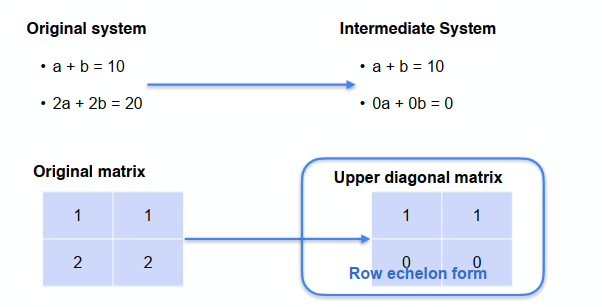 Original system
Intermediate System
• a + b = 10
• a + b = 10
• 2a + 2b = 20
• 0a + 0b = 0
Original matrix
Upper diagonal matrix
1 1
1 1
2 2
0 0
Row echelon form